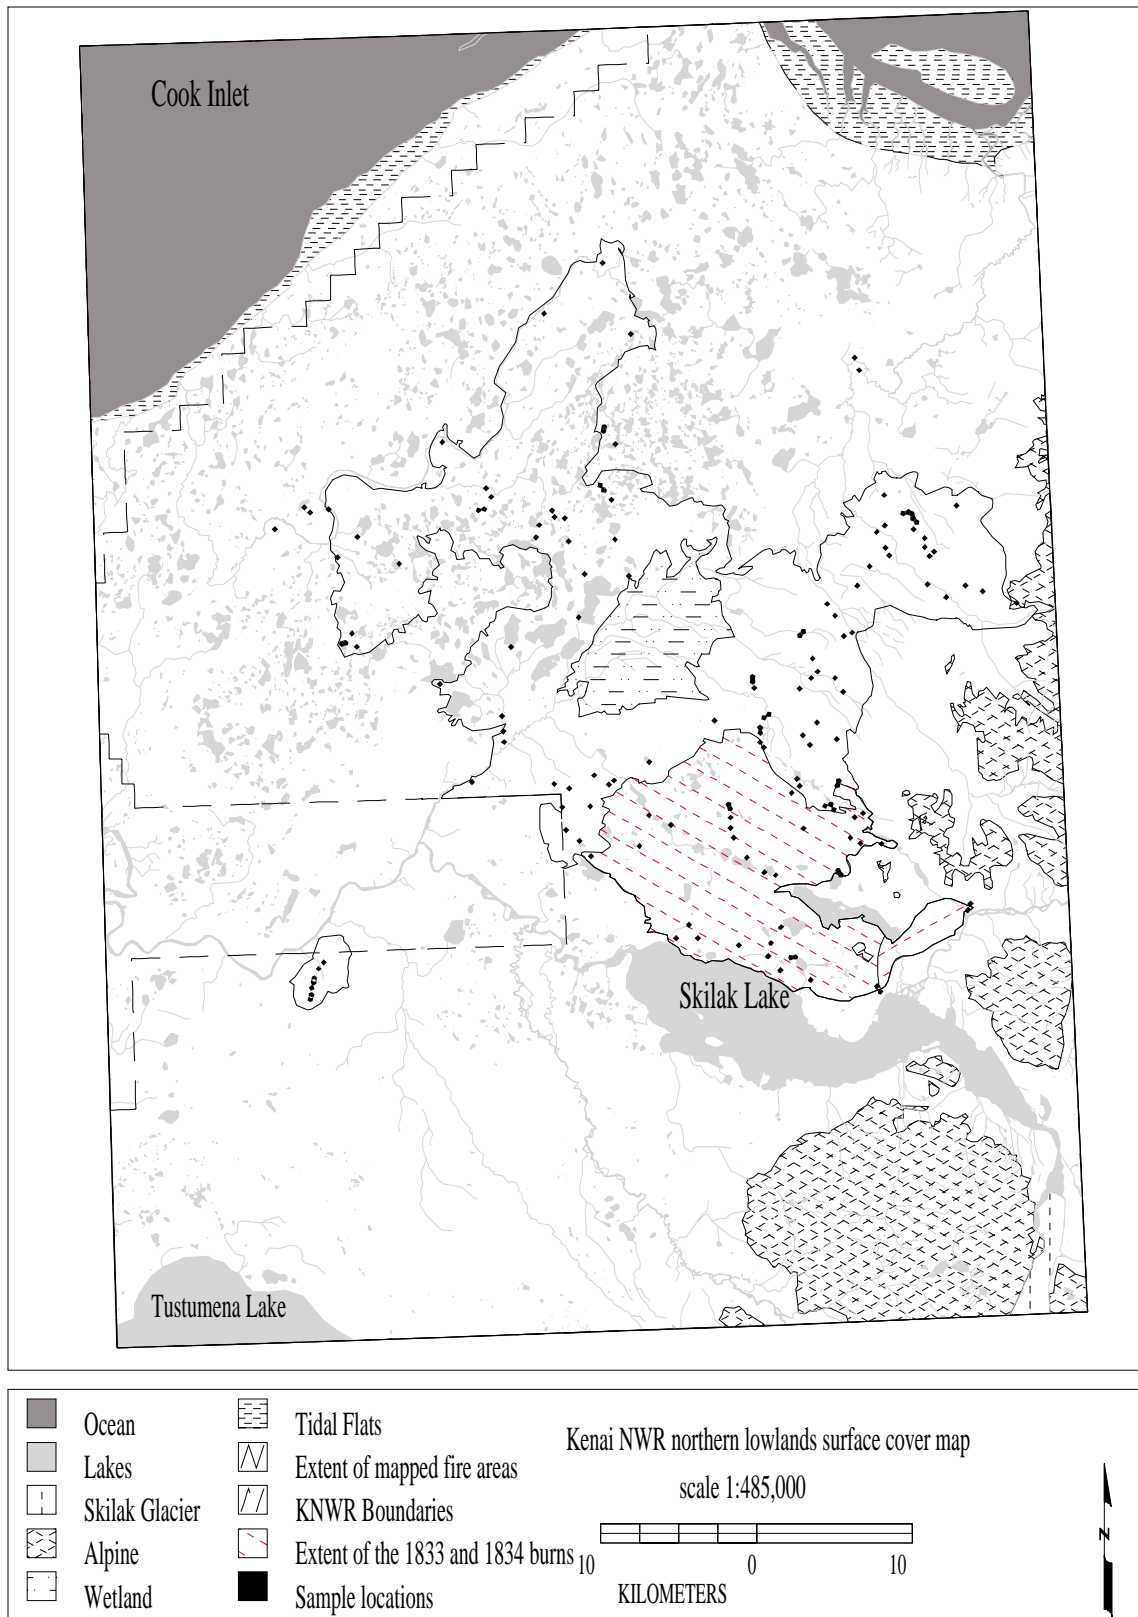 Cook Inlet
Skilak Lake
Tustumena Lake
Ocean
Lakes
Skilak Glacier
Alpine
Wetland
Tidal Flats
Extent of mapped fire areas
KNWR Boundaries
Extent of the 1833 and 1834 burns
Sample locations
Kenai NWR northern lowlands surface cover map
scale 1:485,000
10 0 10
KILOMETERS
N